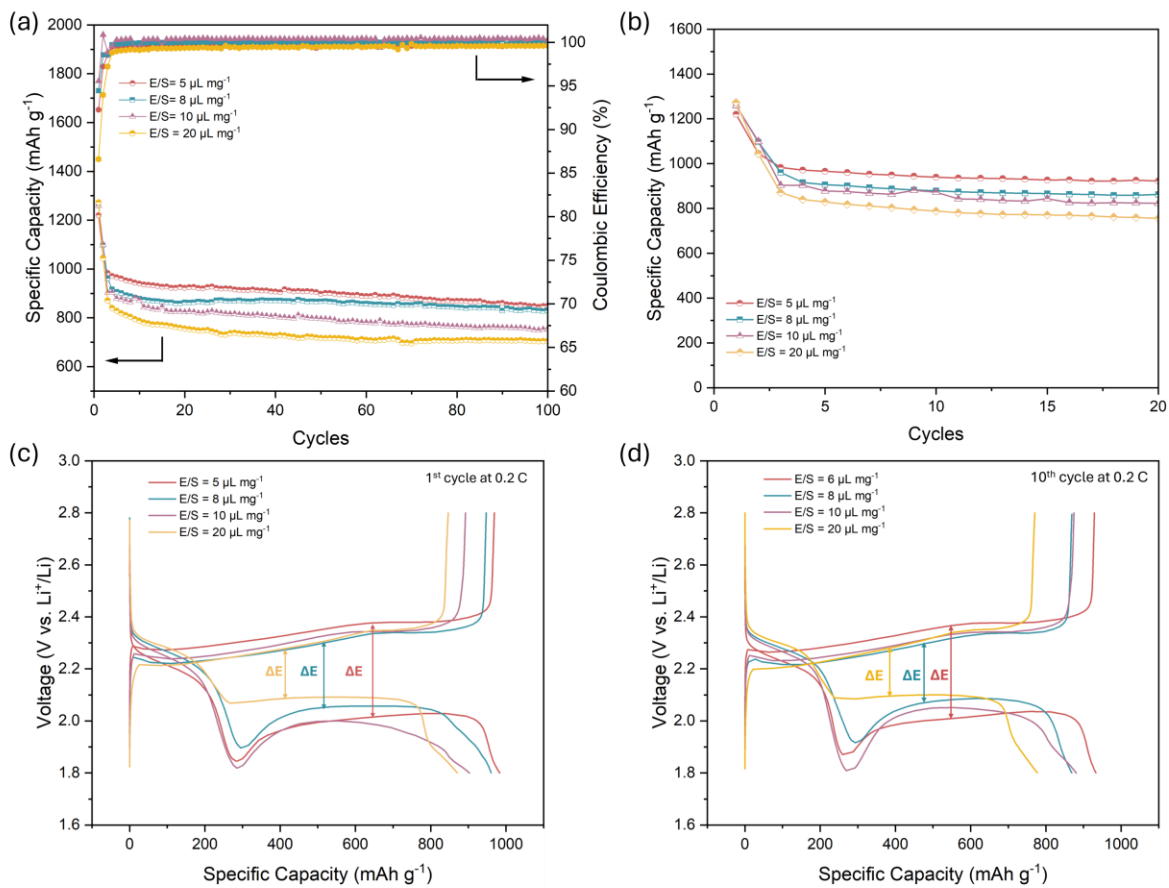 (a)
2000
1900
1800
1700
1600
1500
1400
1300
1200
1100
1000
900
800
700
600
500
Specific Capacity (mAh g⁻¹)
100
95
90
85
80
75
70
65
60
Coulombic Efficiency (%)
E/S= 5 µL mg⁻¹
E/S= 8 µL mg⁻¹
E/S= 10 µL mg⁻¹
E/S = 20 µL mg⁻¹
0 20 40 60 80 100
Cycles
(b)
1600
1400
1200
1000
800
600
400
200
0
Specific Capacity (mAh g⁻¹)
E/S= 5 µL mg⁻¹
E/S= 8 µL mg⁻¹
E/S = 10 µL mg⁻¹
E/S = 20 µL mg⁻¹
0 5 10 15 20
Cycles
(c)
3.0
2.8
2.6
2.4
2.2
2.0
1.8
1.6
Voltage (V vs. Li⁺/Li)
E/S = 5 µL mg⁻¹
E/S = 8 µL mg⁻¹
E/S = 10 µL mg⁻¹
E/S = 20 µL mg⁻¹
1ˢᵗ cycle at 0.2 C
ΔE ΔE ΔE
0 200 400 600 800 1000
Specific Capacity (mAh g⁻¹)
(d)
3.0
2.8
2.6
2.4
2.2
2.0
1.8
1.6
Voltage (V vs. Li⁺/Li)
E/S = 6 µL mg⁻¹
E/S = 8 µL mg⁻¹
E/S = 10 µL mg⁻¹
E/S = 20 µL mg⁻¹
10ᵗʰ cycle at 0.2 C
ΔE ΔE ΔE
0 200 400 600 800 1000
Specific Capacity (mAh g⁻¹)